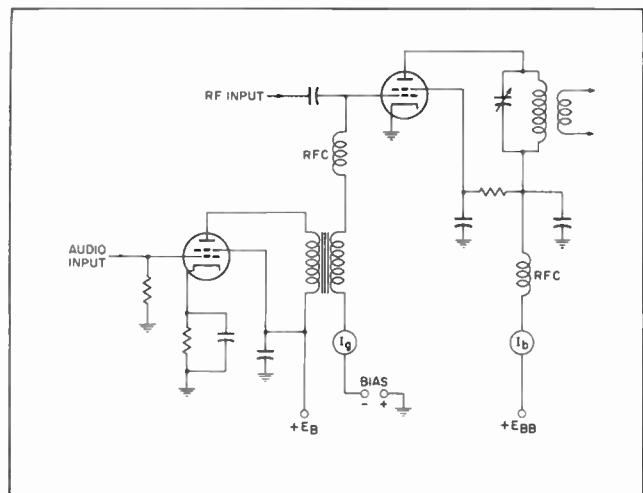 RF INPUT
RFC
AUDIO
INPUT
RFC
Ig
Ib
BIAS
- +
+EB
+EBB